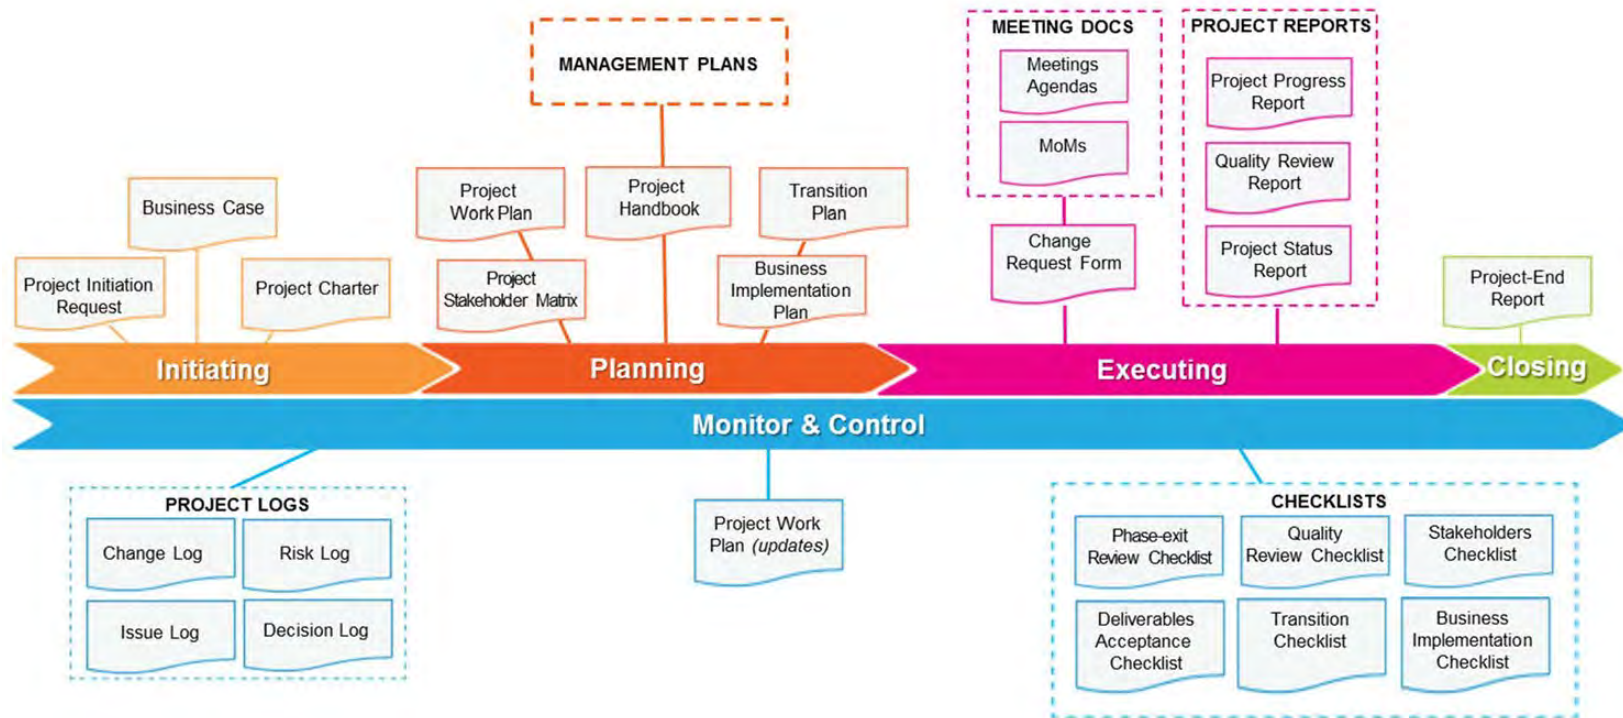 MANAGEMENT PLANS
MEETING DOCS
Meetings
Agendas
MoMs
PROJECT REPORTS
Project Progress
Report
Quality Review
Report
Project Status
Report
Business Case
Project Initiation
Request
Project Charter
Project
Work Plan
Project
Stakeholder Matrix
Project
Handbook
Transition
Plan
Business
Implementation
Plan
Change
Request Form
Project-End
Report
Initiating
Planning
Executing
Closing
Monitor & Control
PROJECT LOGS
Change Log
Risk Log
Issue Log
Decision Log
Project Work
Plan (updates)
CHECKLISTS
Phase-exit
Review Checklist
Quality
Review Checklist
Stakeholders
Checklist
Deliverables
Acceptance
Checklist
Transition
Checklist
Business
Implementation
Checklist